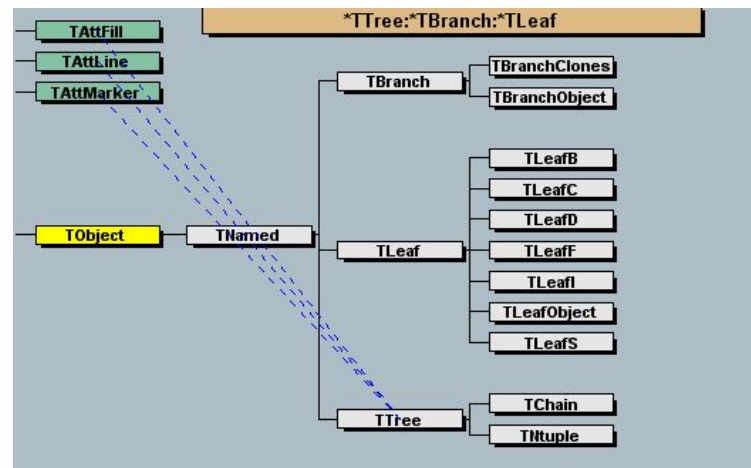 *TTree:*TBranch:*TLeaf
TAttFill
TAttLine
TAttMarker
TBranch
TBranchClones
TBranchObject
TLeafB
TLeafC
TLeafD
TObject
TNamed
TLeaf
TLeafF
TLeafI
TLeafObject
TLeafS
TTree
TChain
TNtuple